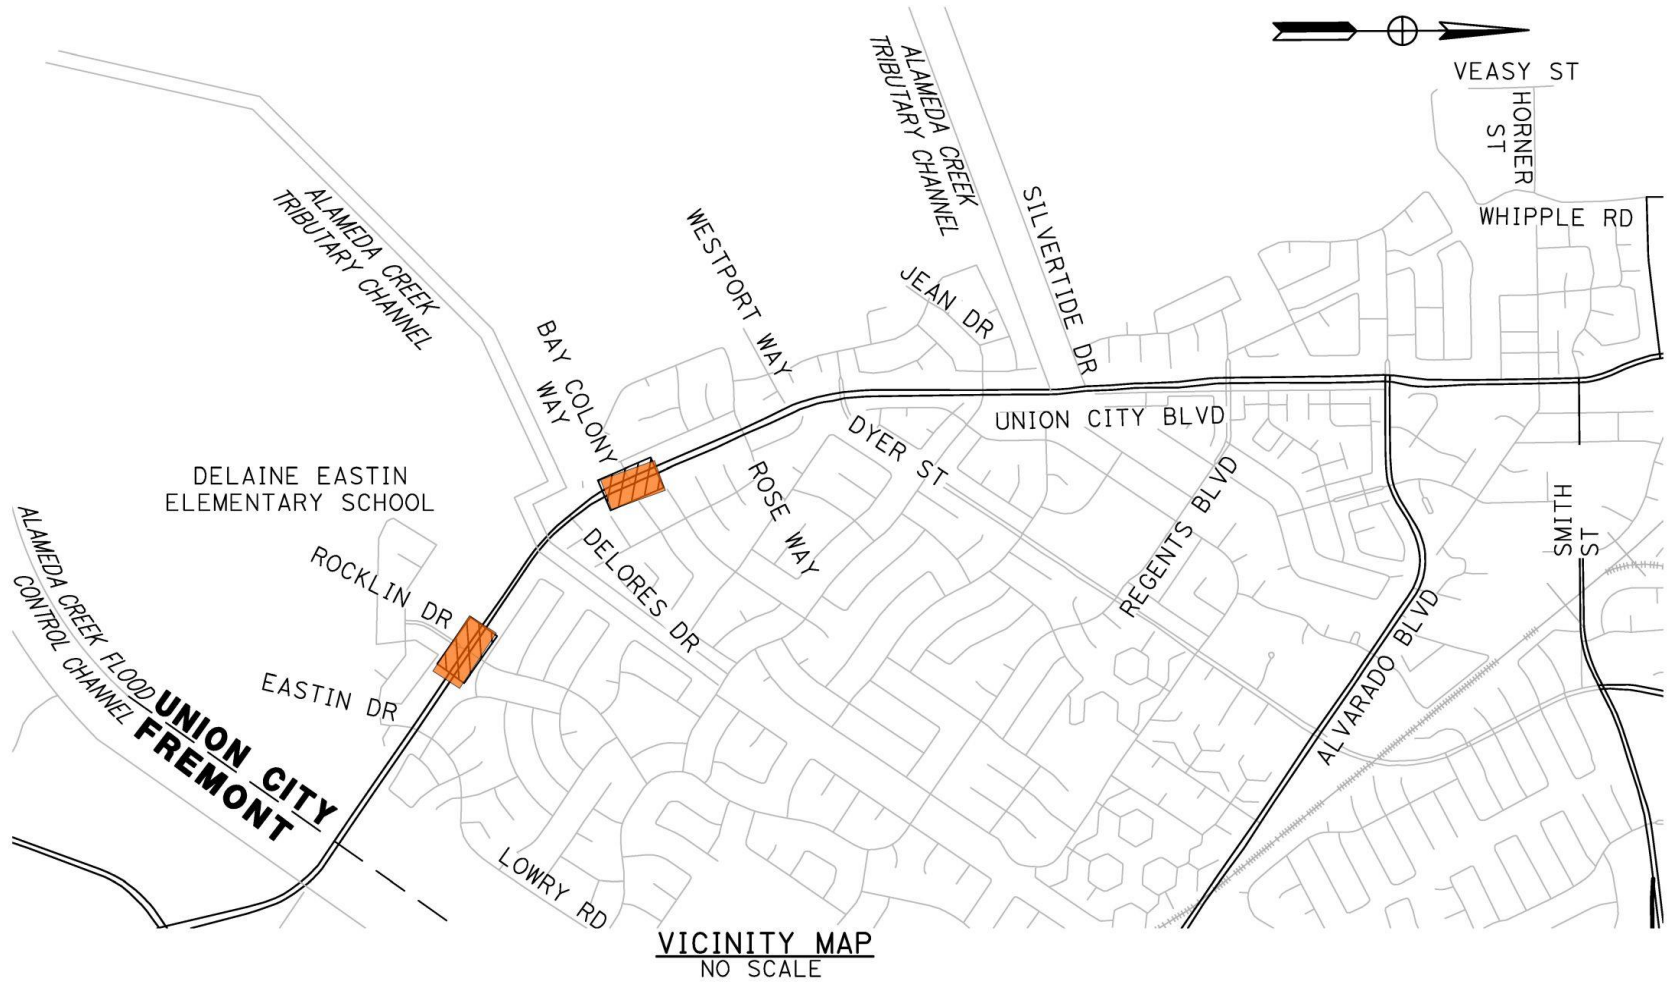 VEASY ST
HORNER
ST
WHIPPLE RD
ALAMEDA CREEK
TRIBUTARY CHANNEL
SILVERTIDE DR
ALAMEDA CREEK
TRIBUTARY CHANNEL
WESTPORT WAY
JEAN DR
BAY COLONY
WAY
UNION CITY BLVD
DYER ST
DELAINE EASTIN
ELEMENTARY SCHOOL
ROSE WAY
REGENTS BLVD
SMITH
ST
ALAMEDA CREEK FLOOD
CONTROL CHANNEL
ROCKLIN DR
DELORES DR
ALVARADO BLVD
EASTIN DR
UNION CITY
FREMONT
LOWRY RD
VICINITY MAP
NO SCALE